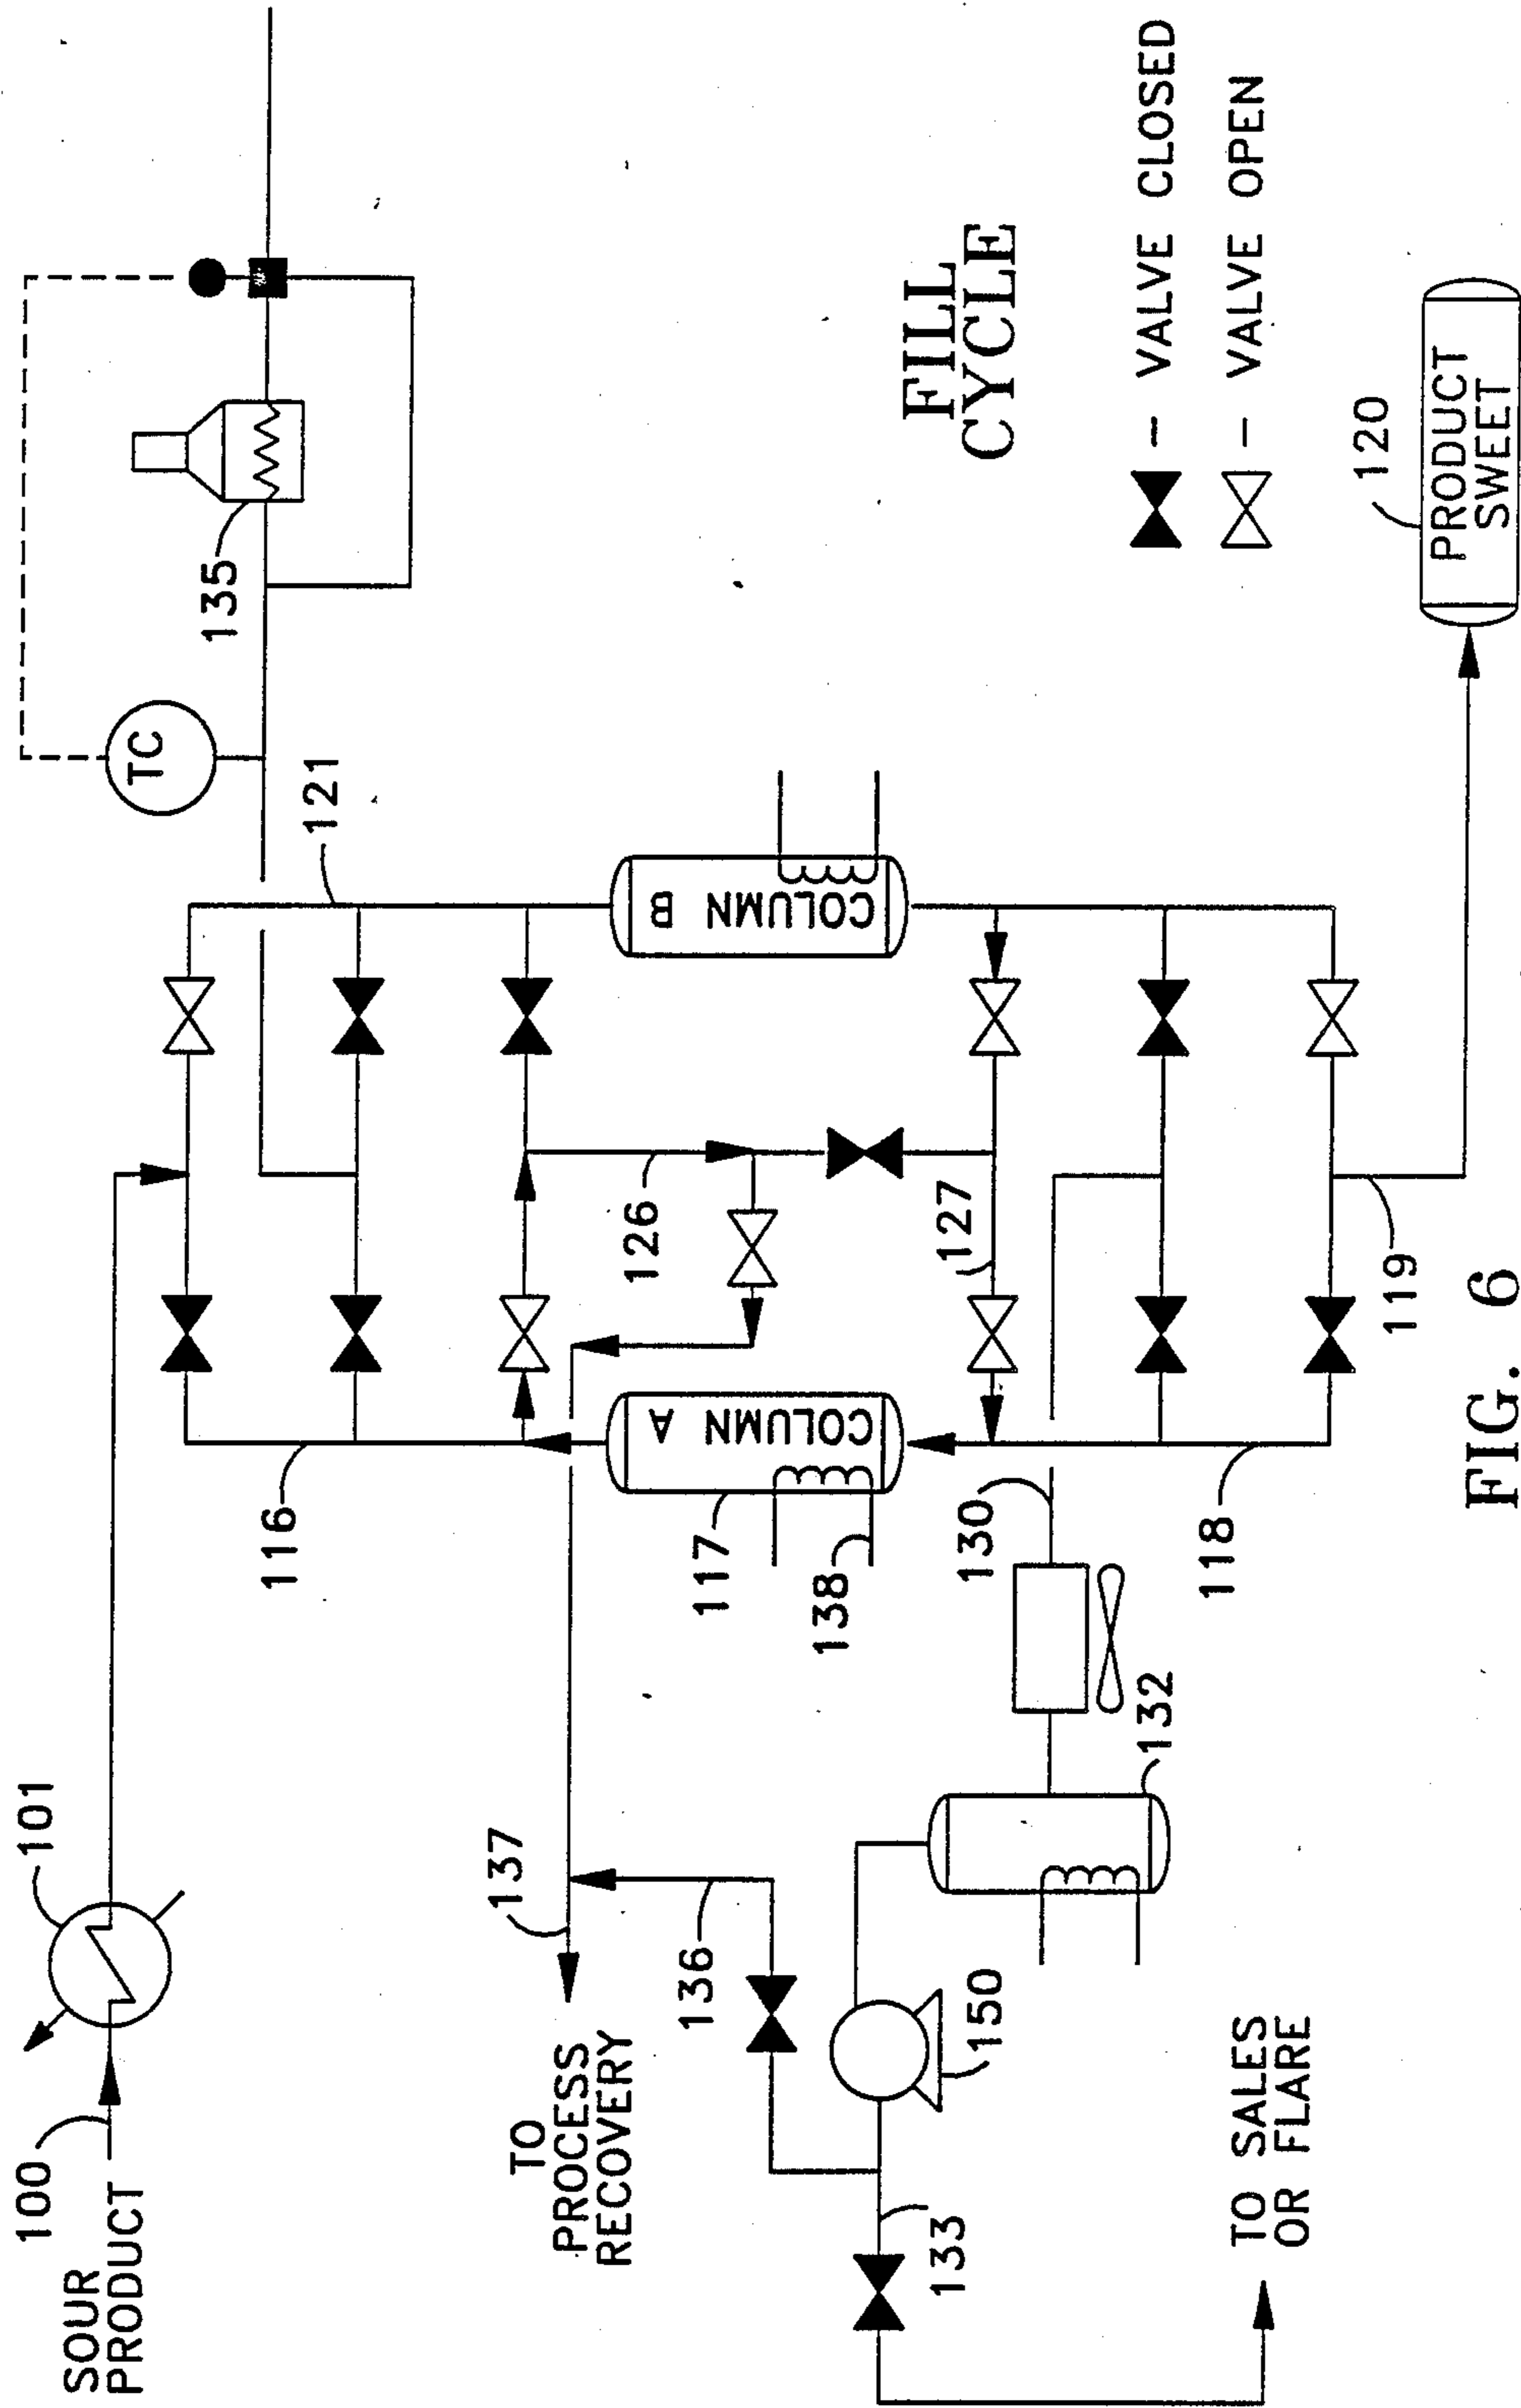 SOUR
PRODUCT
100
101
TC
135
121
116
TO
PROCESS
RECOVERY
137
136
126
117
138
COLUMN A
COLUMN B
127
130
132
150
133
118
119
TO SALES
OR FLARE
FILL
CYCLE
– VALVE CLOSED
– VALVE OPEN
120
PRODUCT
SWEET
FIG. 6